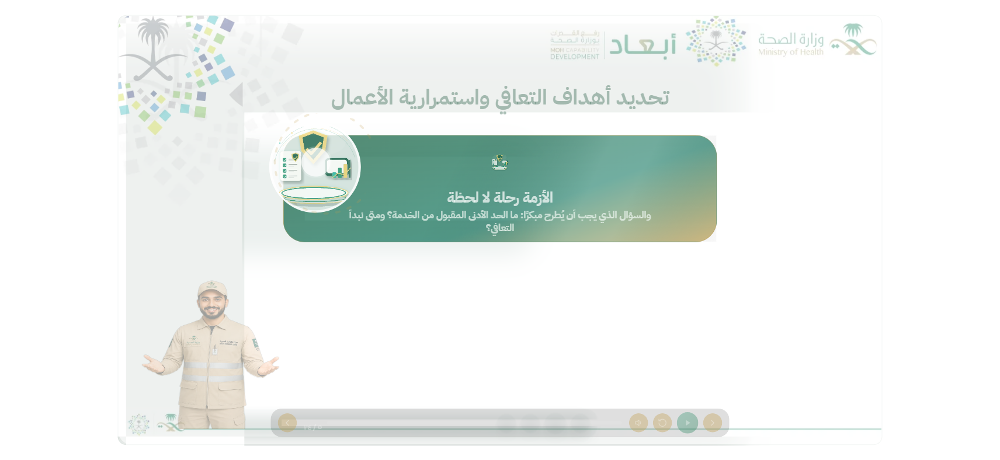 وزارة الصحة
Ministry of Health
أبعاد
رفع القدرات
بوزارة الصحة
MOH CAPABILITY
DEVELOPMENT
تحديد أهداف التعافي واستمرارية الأعمال
الأزمة رحلة لا لحظة
والسؤال الذي يجب أن يُطرح مبكرًا: ما الحد الأدنى المقبول من الخدمة؟ ومتى نبدأ
التعافي؟